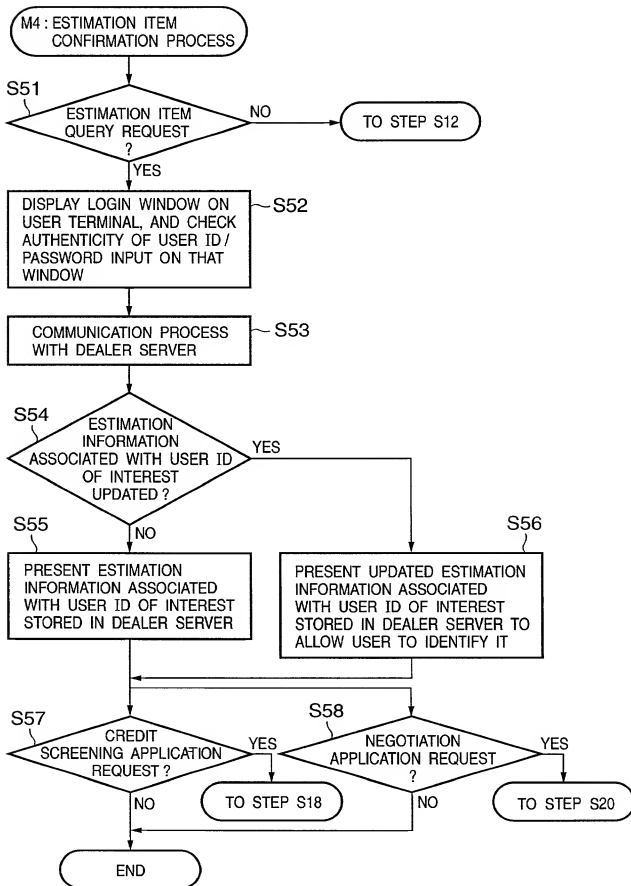 M4 : ESTIMATION ITEM
CONFIRMATION PROCESS
S51
ESTIMATION ITEM
QUERY REQUEST
?
NO
TO STEP S12
YES
DISPLAY LOGIN WINDOW ON
USER TERMINAL, AND CHECK
AUTHENTICITY OF USER ID /
PASSWORD INPUT ON THAT
WINDOW
S52
COMMUNICATION PROCESS
WITH DEALER SERVER
S53
S54
ESTIMATION
INFORMATION
ASSOCIATED WITH USER ID
OF INTEREST
UPDATED ?
YES
NO
S55
PRESENT ESTIMATION
INFORMATION ASSOCIATED
WITH USER ID OF INTEREST
STORED IN DEALER SERVER
S56
PRESENT UPDATED ESTIMATION
INFORMATION ASSOCIATED
WITH USER ID OF INTEREST
STORED IN DEALER SERVER TO
ALLOW USER TO IDENTIFY IT
S57
CREDIT
SCREENING APPLICATION
REQUEST ?
YES
TO STEP S18
NO
S58
NEGOTIATION
APPLICATION REQUEST
?
YES
TO STEP S20
NO
END